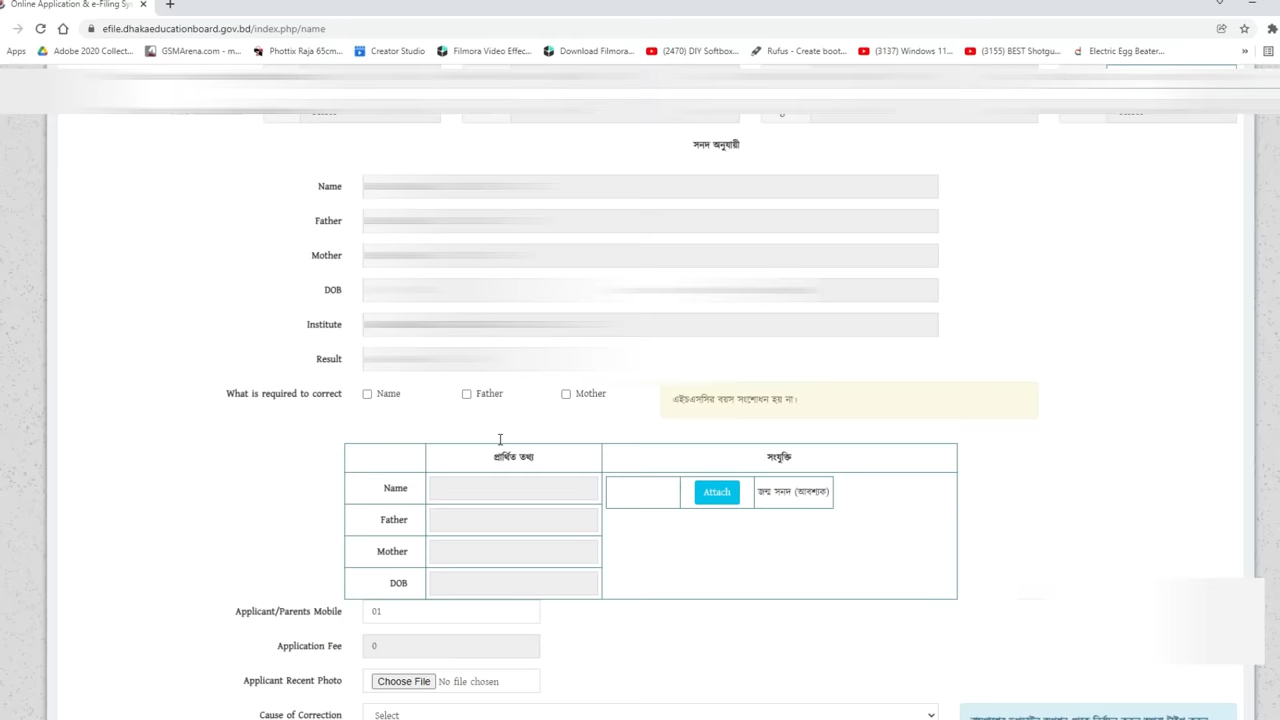 Online Application & e-Filing Sy
efile.dhakaeducationboard.gov.bd/index.php/name
Apps Adobe 2020 Collect... GSMArena.com - m... Phottix Raja 65cm... Creator Studio Filmora Video Effec... Download Filmora... (2470) DIY Softbox... Rufus - Create boot... (3137) Windows 11... (3155) BEST Shotgu... Electric Egg Beater... »
সনদ অনুযায়ী
Name
Father
Mother
DOB
Institute
Result
What is required to correct Name Father Mother এইচএসসির বয়স সংশোধন হয় না।
প্রার্থিত তথ্য সংযুক্তি
Name Attach জন্ম সনদ (আবশ্যক)
Father
Mother
DOB
Applicant/Parents Mobile 01
Application Fee 0
Applicant Recent Photo Choose File No file chosen
Cause of Correction Select